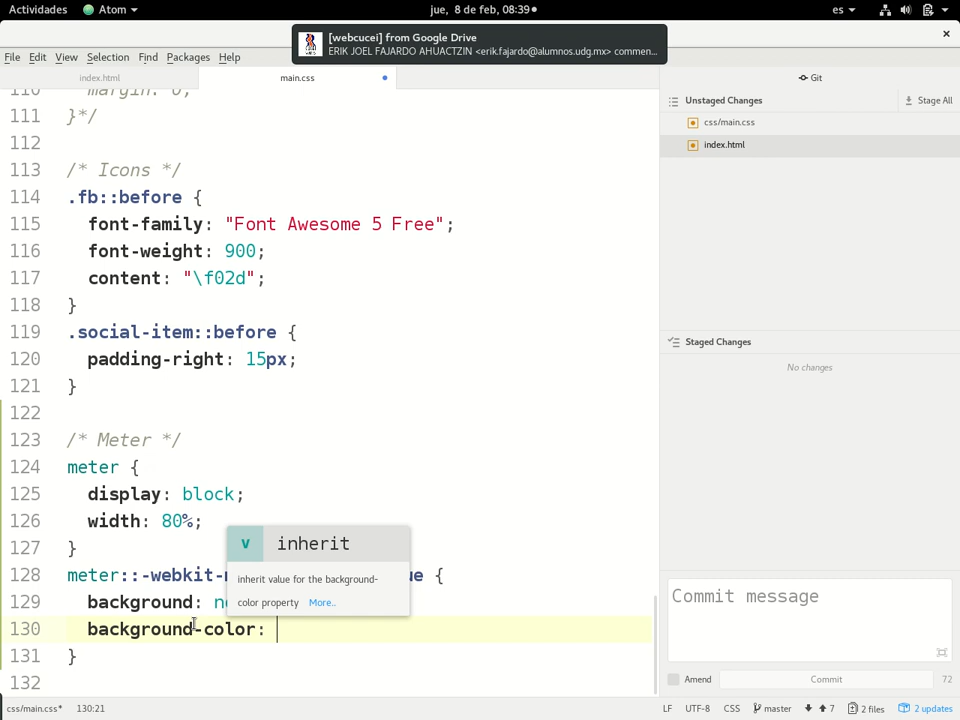 Actividades Atom jue, 8 de feb, 08:39 es
[webcucei] from Google Drive
ERIK JOEL FAJARDO AHUACTZIN <erik.fajardo@alumnos.udg.mx> commen...
File Edit View Selection Find Packages Help
index.html main.css Git
110 margin: 0;
111 }*/
112
113 /* Icons */
114 .fb::before {
115 font-family: "Font Awesome 5 Free";
116 font-weight: 900;
117 content: "\f02d";
118 }
119 .social-item::before {
120 padding-right: 15px;
121 }
122
123 /* Meter */
124 meter {
125 display: block;
126 width: 80%;
127 }
128 meter::-webkit- {
129 background:
130 background-color:
131 }
132
v inherit
inherit value for the background-
color property More..
Unstaged Changes Stage All
css/main.css
index.html
Staged Changes
No changes
Commit message
Amend Commit 72
css/main.css* 130:21 LF UTF-8 CSS master 7 2 files 2 updates